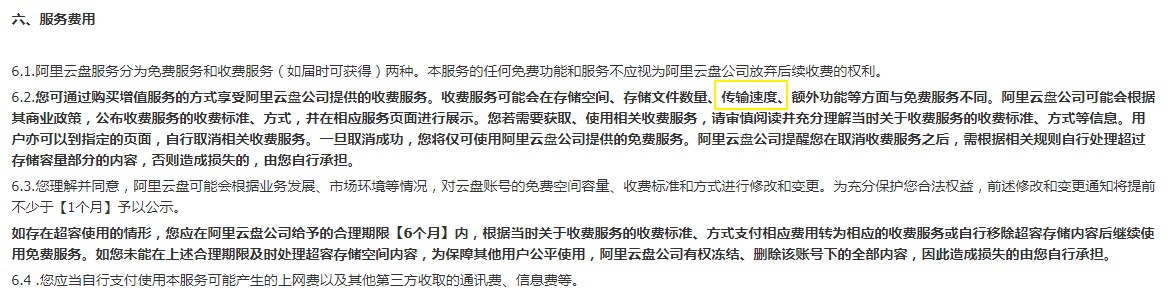 六、服务费用
6.1.阿里云盘服务分为免费服务和收费服务（如届时可获得）两种。本服务的任何免费功能和服务不应视为阿里云盘公司放弃后续收费的权利。
6.2.您可通过购买增值服务的方式享受阿里云盘公司提供的收费服务。收费服务可能会在存储空间、存储文件数量、传输速度、额外功能等方面与免费服务不同。阿里云盘公司可能会根据
其商业政策，公布收费服务的收费标准、方式，并在相应服务页面进行展示。您若需要获取、使用相关收费服务，请审慎阅读并充分理解当时关于收费服务的收费标准、方式等信息。用
户亦可以到指定的页面，自行取消相关收费服务。一旦取消成功，您将仅可使用阿里云盘公司提供的免费服务。阿里云盘公司提醒您在取消收费服务之后，需根据相关规则自行处理超过
存储容量部分的内容，否则造成损失的，由您自行承担。
6.3.您理解并同意，阿里云盘可能会根据业务发展、市场环境等情况，对云盘账号的免费空间容量、收费标准和方式进行修改和变更。为充分保护您合法权益，前述修改和变更通知将提前
不少于【1个月】予以公示。
如存在超容使用的情形，您应在阿里云盘公司给予的合理期限【6个月】内，根据当时关于收费服务的收费标准、方式支付相应费用转为相应的收费服务或自行移除超容存储内容后继续使
用免费服务。如您未能在上述合理期限及时处理超容存储空间内容，为保障其他用户公平使用，阿里云盘公司有权冻结、删除该账号下的全部内容，因此造成损失的由您自行承担。
6.4 .您应当自行支付使用本服务可能产生的上网费以及其他第三方收取的通讯费、信息费等。